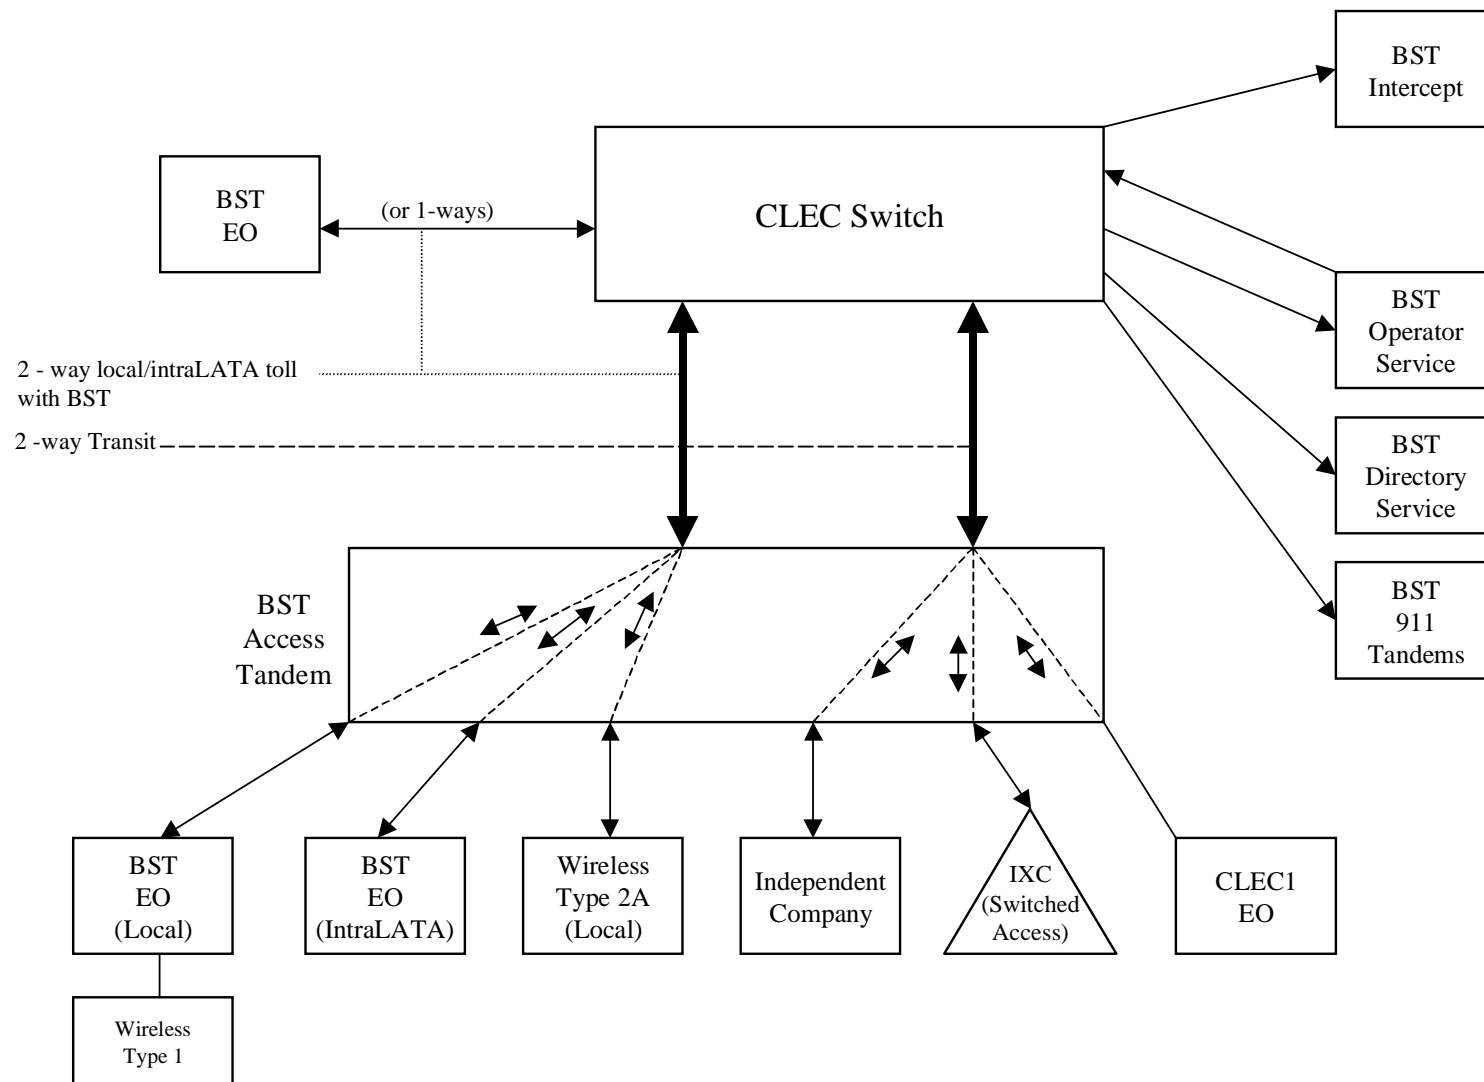 BST
Intercept
BST
EO
(or 1-ways)
CLEC Switch
BST
Operator
Service
2 - way local/intraLATA toll
with BST
2 -way Transit
BST
Directory
Service
BST
911
Tandems
BST
Access
Tandem
BST
EO
(Local)
BST
EO
(IntraLATA)
Wireless
Type 2A
(Local)
Independent
Company
IXC
(Switched
Access)
CLEC1
EO
Wireless
Type 1